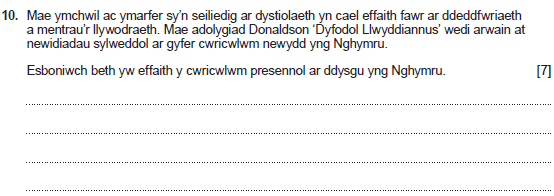 10. Mae ymchwil ac ymarfer sy'n seiliedig ar dystiolaeth yn cael effaith fawr ar ddeddfwriaeth
a mentrau'r llywodraeth. Mae adolygiad Donaldson 'Dyfodol Llwyddiannus' wedi arwain at
newidiadau sylweddol ar gyfer cwricwlwm newydd yng Nghymru.
Esboniwch beth yw effaith y cwricwlwm presennol ar ddysgu yng Nghymru. [7]